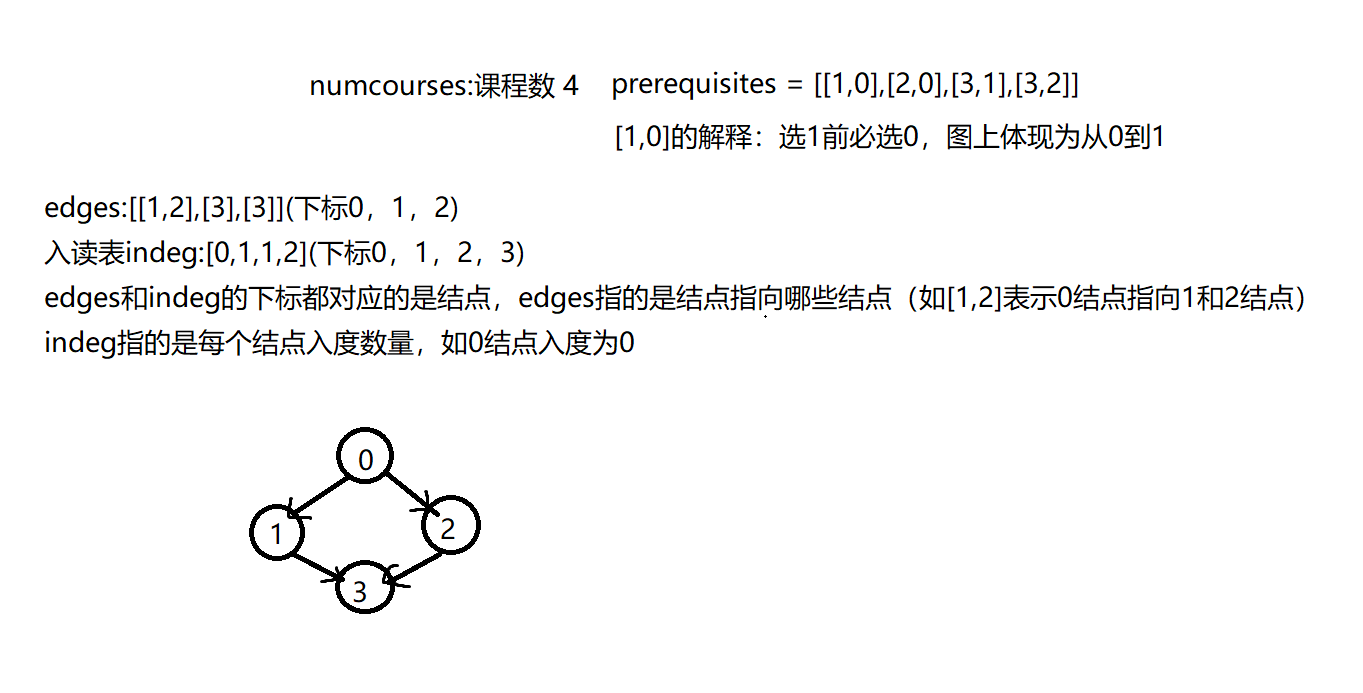 numcourses:课程数 4 prerequisites = [[1,0],[2,0],[3,1],[3,2]]
[1,0]的解释：选1前必选0，图上体现为从0到1
edges:[[1,2],[3],[3]](下标0，1，2)
入读表indeg:[0,1,1,2](下标0，1，2，3)
edges和indeg的下标都对应的是结点，edges指的是结点指向哪些结点（如[1,2]表示0结点指向1和2结点）
indeg指的是每个结点入度数量，如0结点入度为0
0
1
2
3